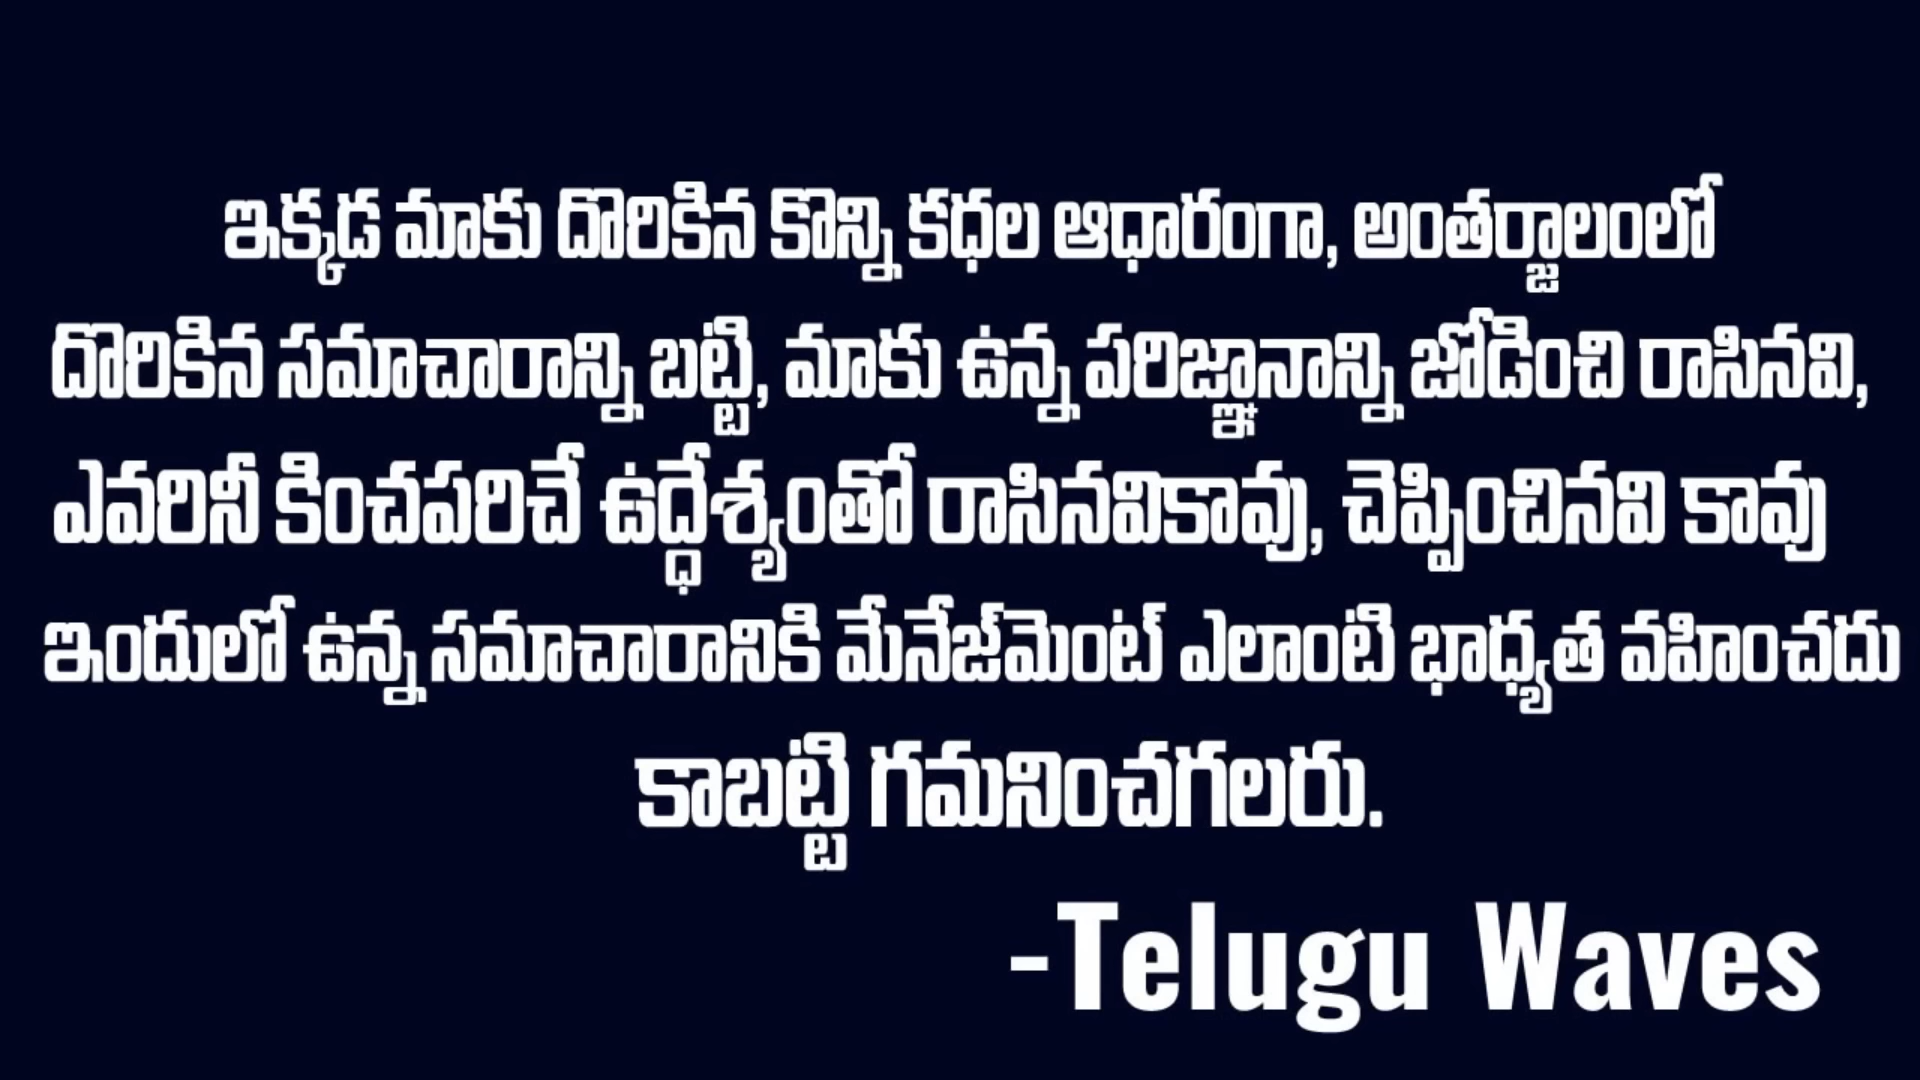 ఇక్కడ మాకు దొరికిన కొన్ని కధల ఆధారంగా, అంతర్జాలంలో
దొరికిన సమాచారాన్ని బట్టి, మాకు ఉన్న పరిజ్ఞానాన్ని జోడించి రాసినవి,
ఎవరినీ కించపరిచే ఉద్ధేశ్యంతో రాసినవికావు, చెప్పించినవి కావు
ఇందులో ఉన్న సమాచారానికి మేనేజ్‌మెంట్ ఎలాంటి భాధ్యత వహించదు
కాబట్టి గమనించగలరు.
-Telugu Waves